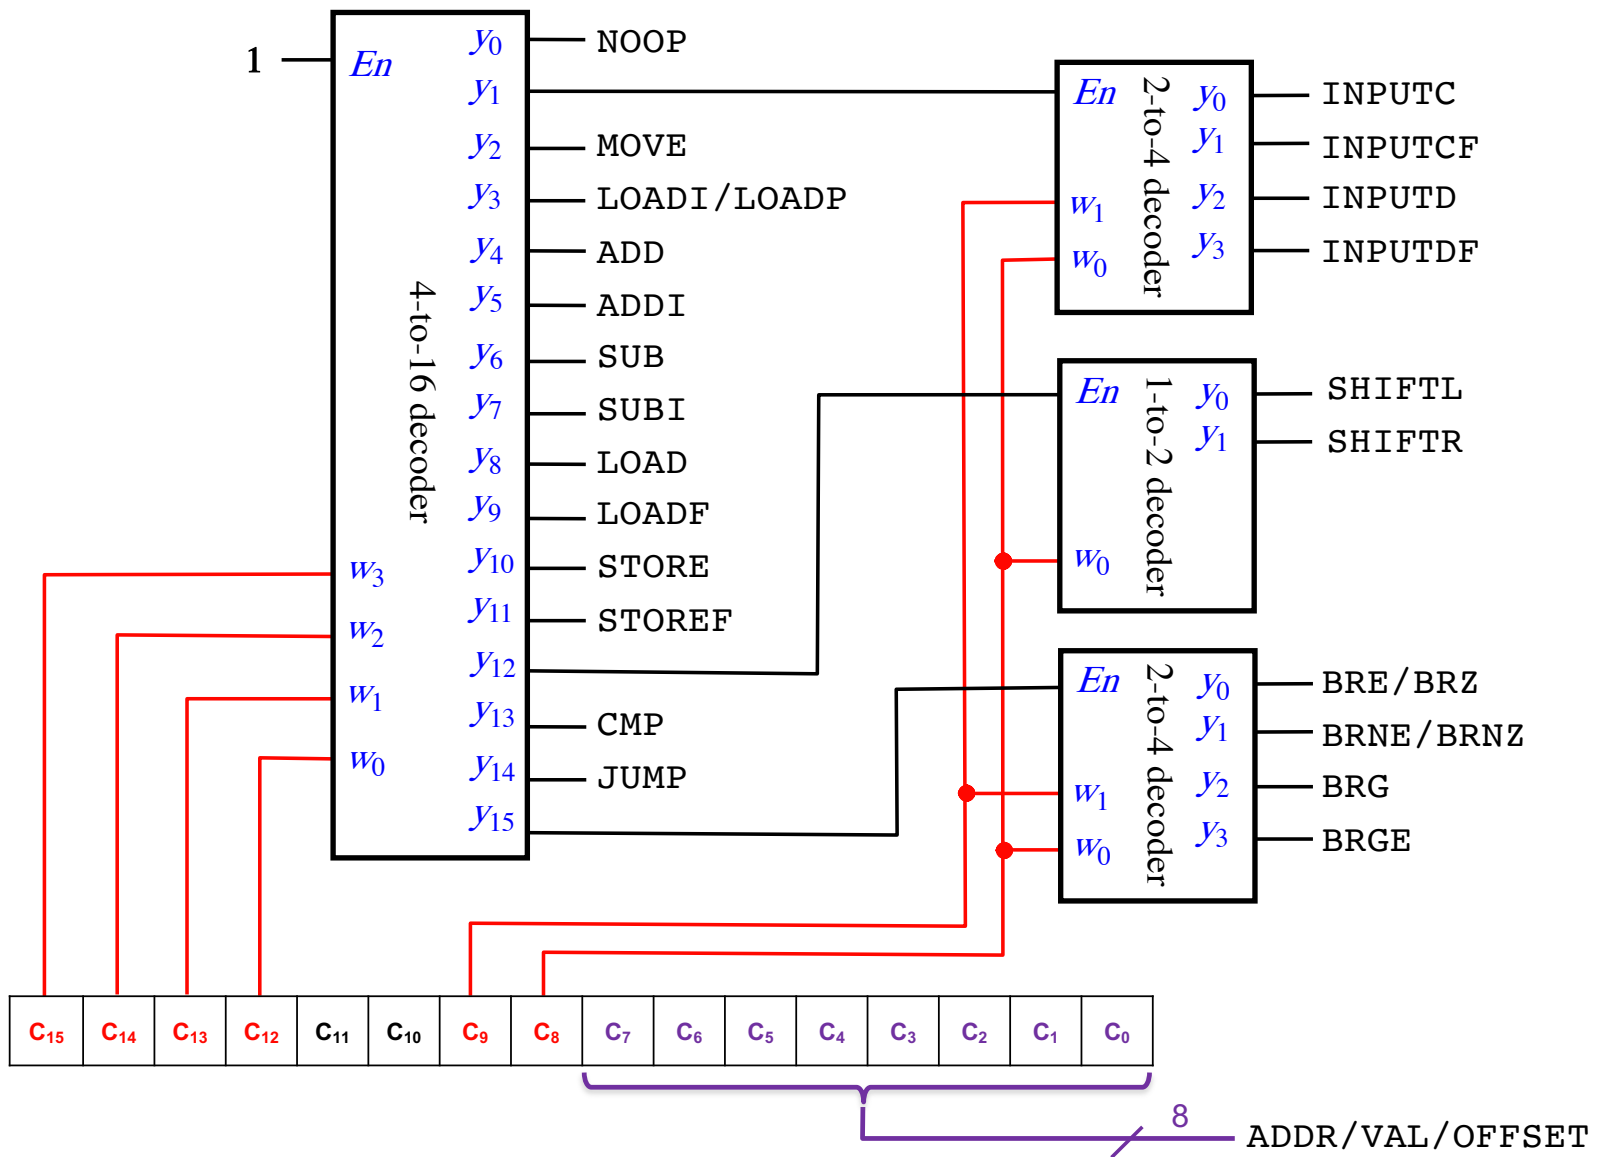 1
En
y0
y1
y2
y3
y4
y5
y6
y7
y8
y9
y10
y11
y12
y13
y14
y15
w3
w2
w1
w0
4-to-16 decoder
NOOP
MOVE
LOADI/LOADP
ADD
ADDI
SUB
SUBI
LOAD
LOADF
STORE
STOREF
CMP
JUMP
En
w1
w0
2-to-4 decoder
y0
y1
y2
y3
INPUTC
INPUTCF
INPUTD
INPUTDF
En
w0
1-to-2 decoder
y0
y1
SHIFTL
SHIFTR
En
w1
w0
2-to-4 decoder
y0
y1
y2
y3
BRE/BRZ
BRNE/BRNZ
BRG
BRGE
C15 C14 C13 C12 C11 C10 C9 C8 C7 C6 C5 C4 C3 C2 C1 C0
8
ADDR/VAL/OFFSET